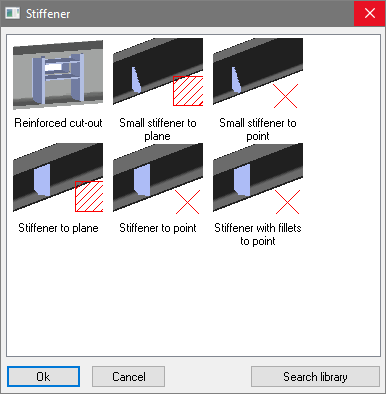 Stiffener
Reinforced cut-out
Small stiffener to
plane
Small stiffener to
point
Stiffener to plane
Stiffener to point
Stiffener with fillets
to point
Ok
Cancel
Search library